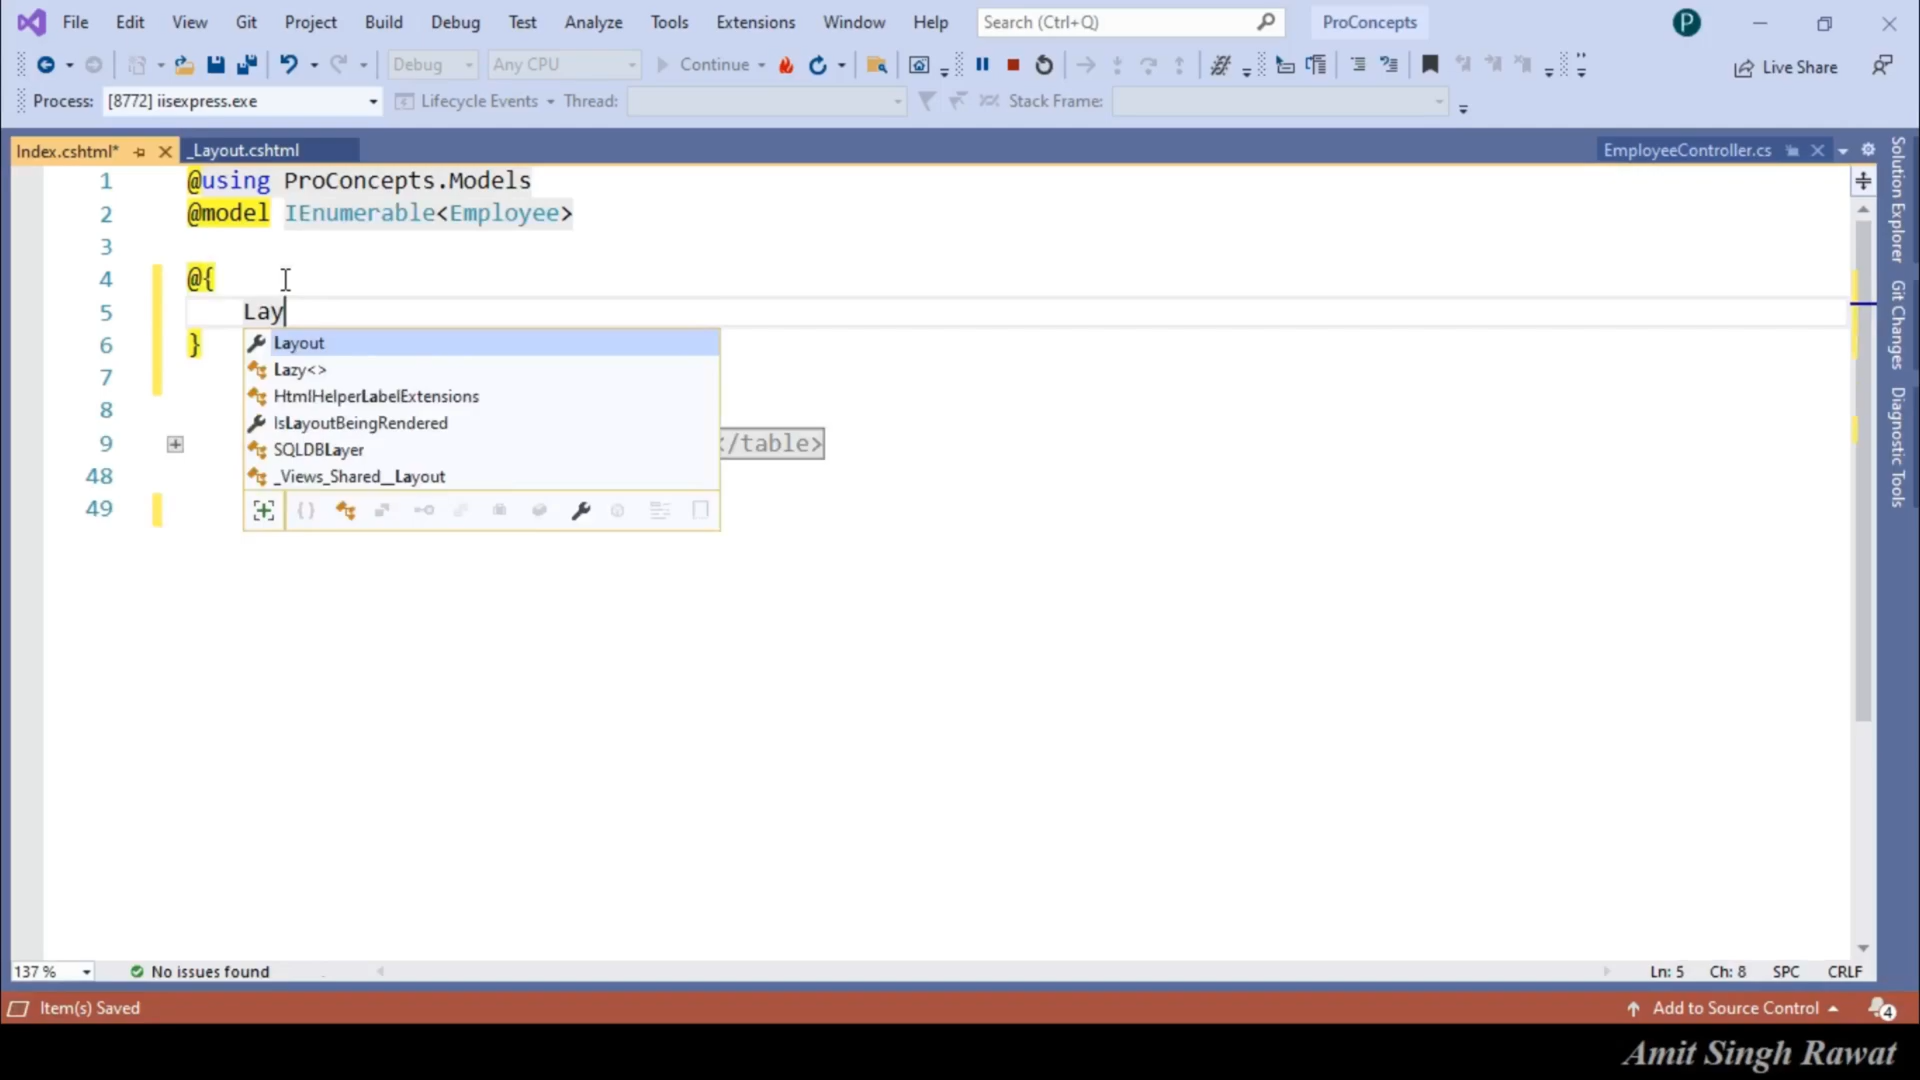 File Edit View Git Project Build Debug Test Analyze Tools Extensions Window Help Search (Ctrl+Q) ProConcepts P
Debug Any CPU Continue Live Share
Process: [8772] iisexpress.exe Lifecycle Events Thread: Stack Frame:
Index.cshtml* _Layout.cshtml EmployeeController.cs
1 @using ProConcepts.Models
2 @model IEnumerable<Employee>
3
4 @{
5 Lay
6 }
7
8
9 </table>
48
49
Layout
Lazy<>
HtmlHelperLabelExtensions
IsLayoutBeingRendered
SQLDBLayer
_Views_Shared__Layout
Solution Explorer
Git Changes
Diagnostic Tools
137 % No issues found Ln: 5 Ch: 8 SPC CRLF
Item(s) Saved Add to Source Control 4
Amit Singh Rawat